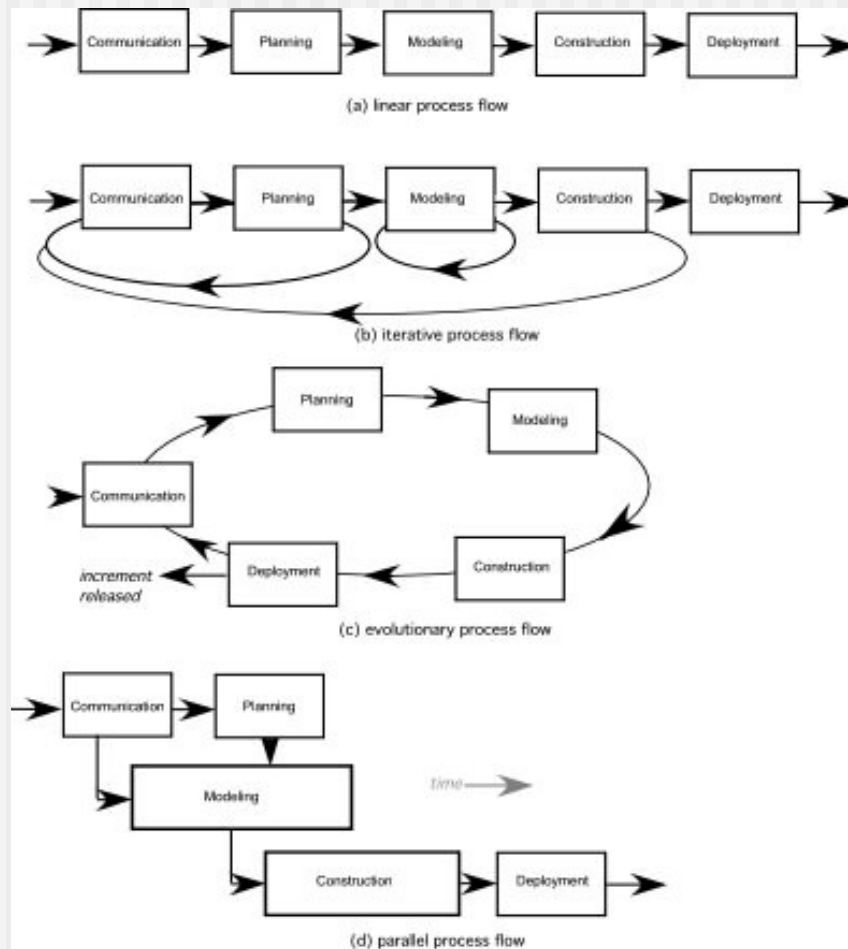 Communication Planning Modeling Construction Deployment
(a) linear process flow
Communication Planning Modeling Construction Deployment
(b) iterative process flow
Planning
Modeling
Communication
Construction
Deployment
increment
released
(c) evolutionary process flow
Communication Planning
time
Modeling
Construction Deployment
(d) parallel process flow